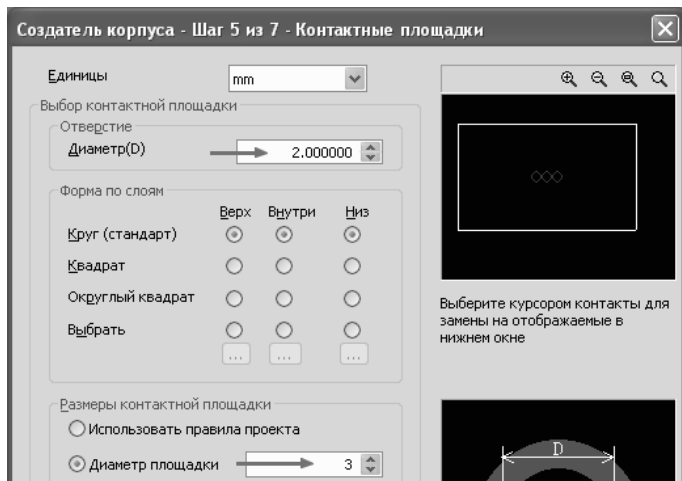 Создатель корпуса - Шаг 5 из 7 - Контактные площадки
Единицы
mm
Выбор контактной площадки
Отверстие
Диаметр(D)
2.000000
Форма по слоям
Верх Внутри Низ
Круг (стандарт)
Квадрат
Округлый квадрат
Выбрать
... ... ...
Размеры контактной площадки
Использовать правила проекта
Диаметр площадки
3
Выберите курсором контакты для
замены на отображаемые в
нижнем окне
D